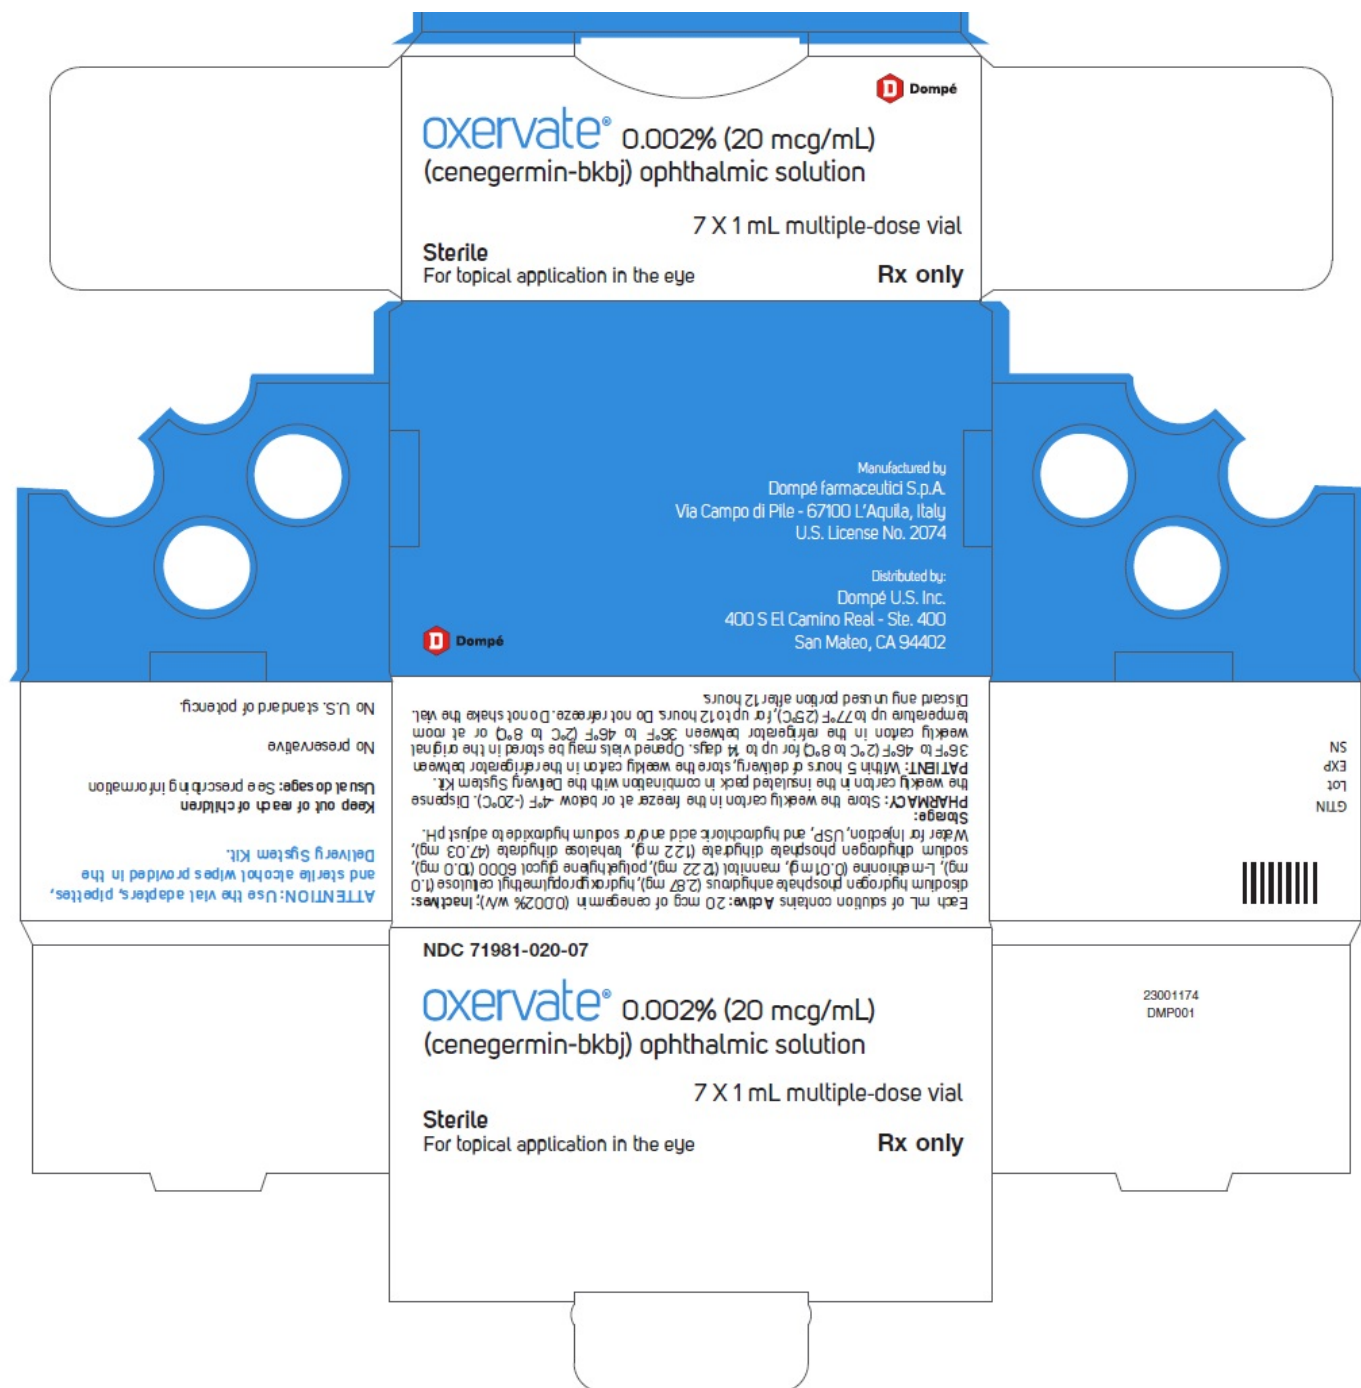 Dompé
oxervate® 0.002% (20 mcg/mL)
(cenegermin-bkbj) ophthalmic solution
7 X 1 mL multiple-dose vial
Sterile
For topical application in the eye
Rx only
Manufactured by
Dompé farmaceutici S.p.A.
Via Campo di Pile - 67100 L'Aquila, Italy
U.S. License No. 2074
Distributed by:
Dompé U.S. Inc.
400 S El Camino Real - Ste. 400
San Mateo, CA 94402
Dompé
ATTENTION: Use the vial adapters, pipettes,
and sterile alcohol wipes provided in the
Delivery System Kit.
Keep out of reach of children
Usual dosage: See prescribing information
No preservative
No U.S. standard of potency.
Each mL of solution contains Active: 20 mcg of cenegermin (0.002% w/v); Inactives:
disodium hydrogen phosphate anhydrous (2.87 mg), hydroxypropylmethyl cellulose (1.0
mg), L-methionine (0.01 mg), mannitol (12.22 mg), polyethylene glycol 6000 (10.0 mg),
sodium dihydrogen phosphate dihydrate (1.22 mg), trehalose dihydrate (47.03 mg),
Water for Injection, USP, and hydrochloric acid and/or sodium hydroxide to adjust pH.
Storage:
PHARMACY: Store the weekly carton in the freezer at or below -4°F (-20°C). Dispense
the weekly carton in the insulated pack in combination with the Delivery System Kit.
PATIENT: Within 5 hours of delivery, store the weekly carton in the refrigerator between
36°F to 46°F (2°C to 8°C) for up to 14 days. Opened vials may be stored in the original
weekly carton in the refrigerator between 36°F to 46°F (2°C to 8°C) or at room
temperature up to 77°F (25°C), for up to 12 hours. Do not refreeze. Do not shake the vial.
Discard any unused portion after 12 hours.
GTIN
Lot
EXP
SN
NDC 71981-020-07
oxervate® 0.002% (20 mcg/mL)
(cenegermin-bkbj) ophthalmic solution
7 X 1 mL multiple-dose vial
Sterile
For topical application in the eye
Rx only
23001174
DMP001